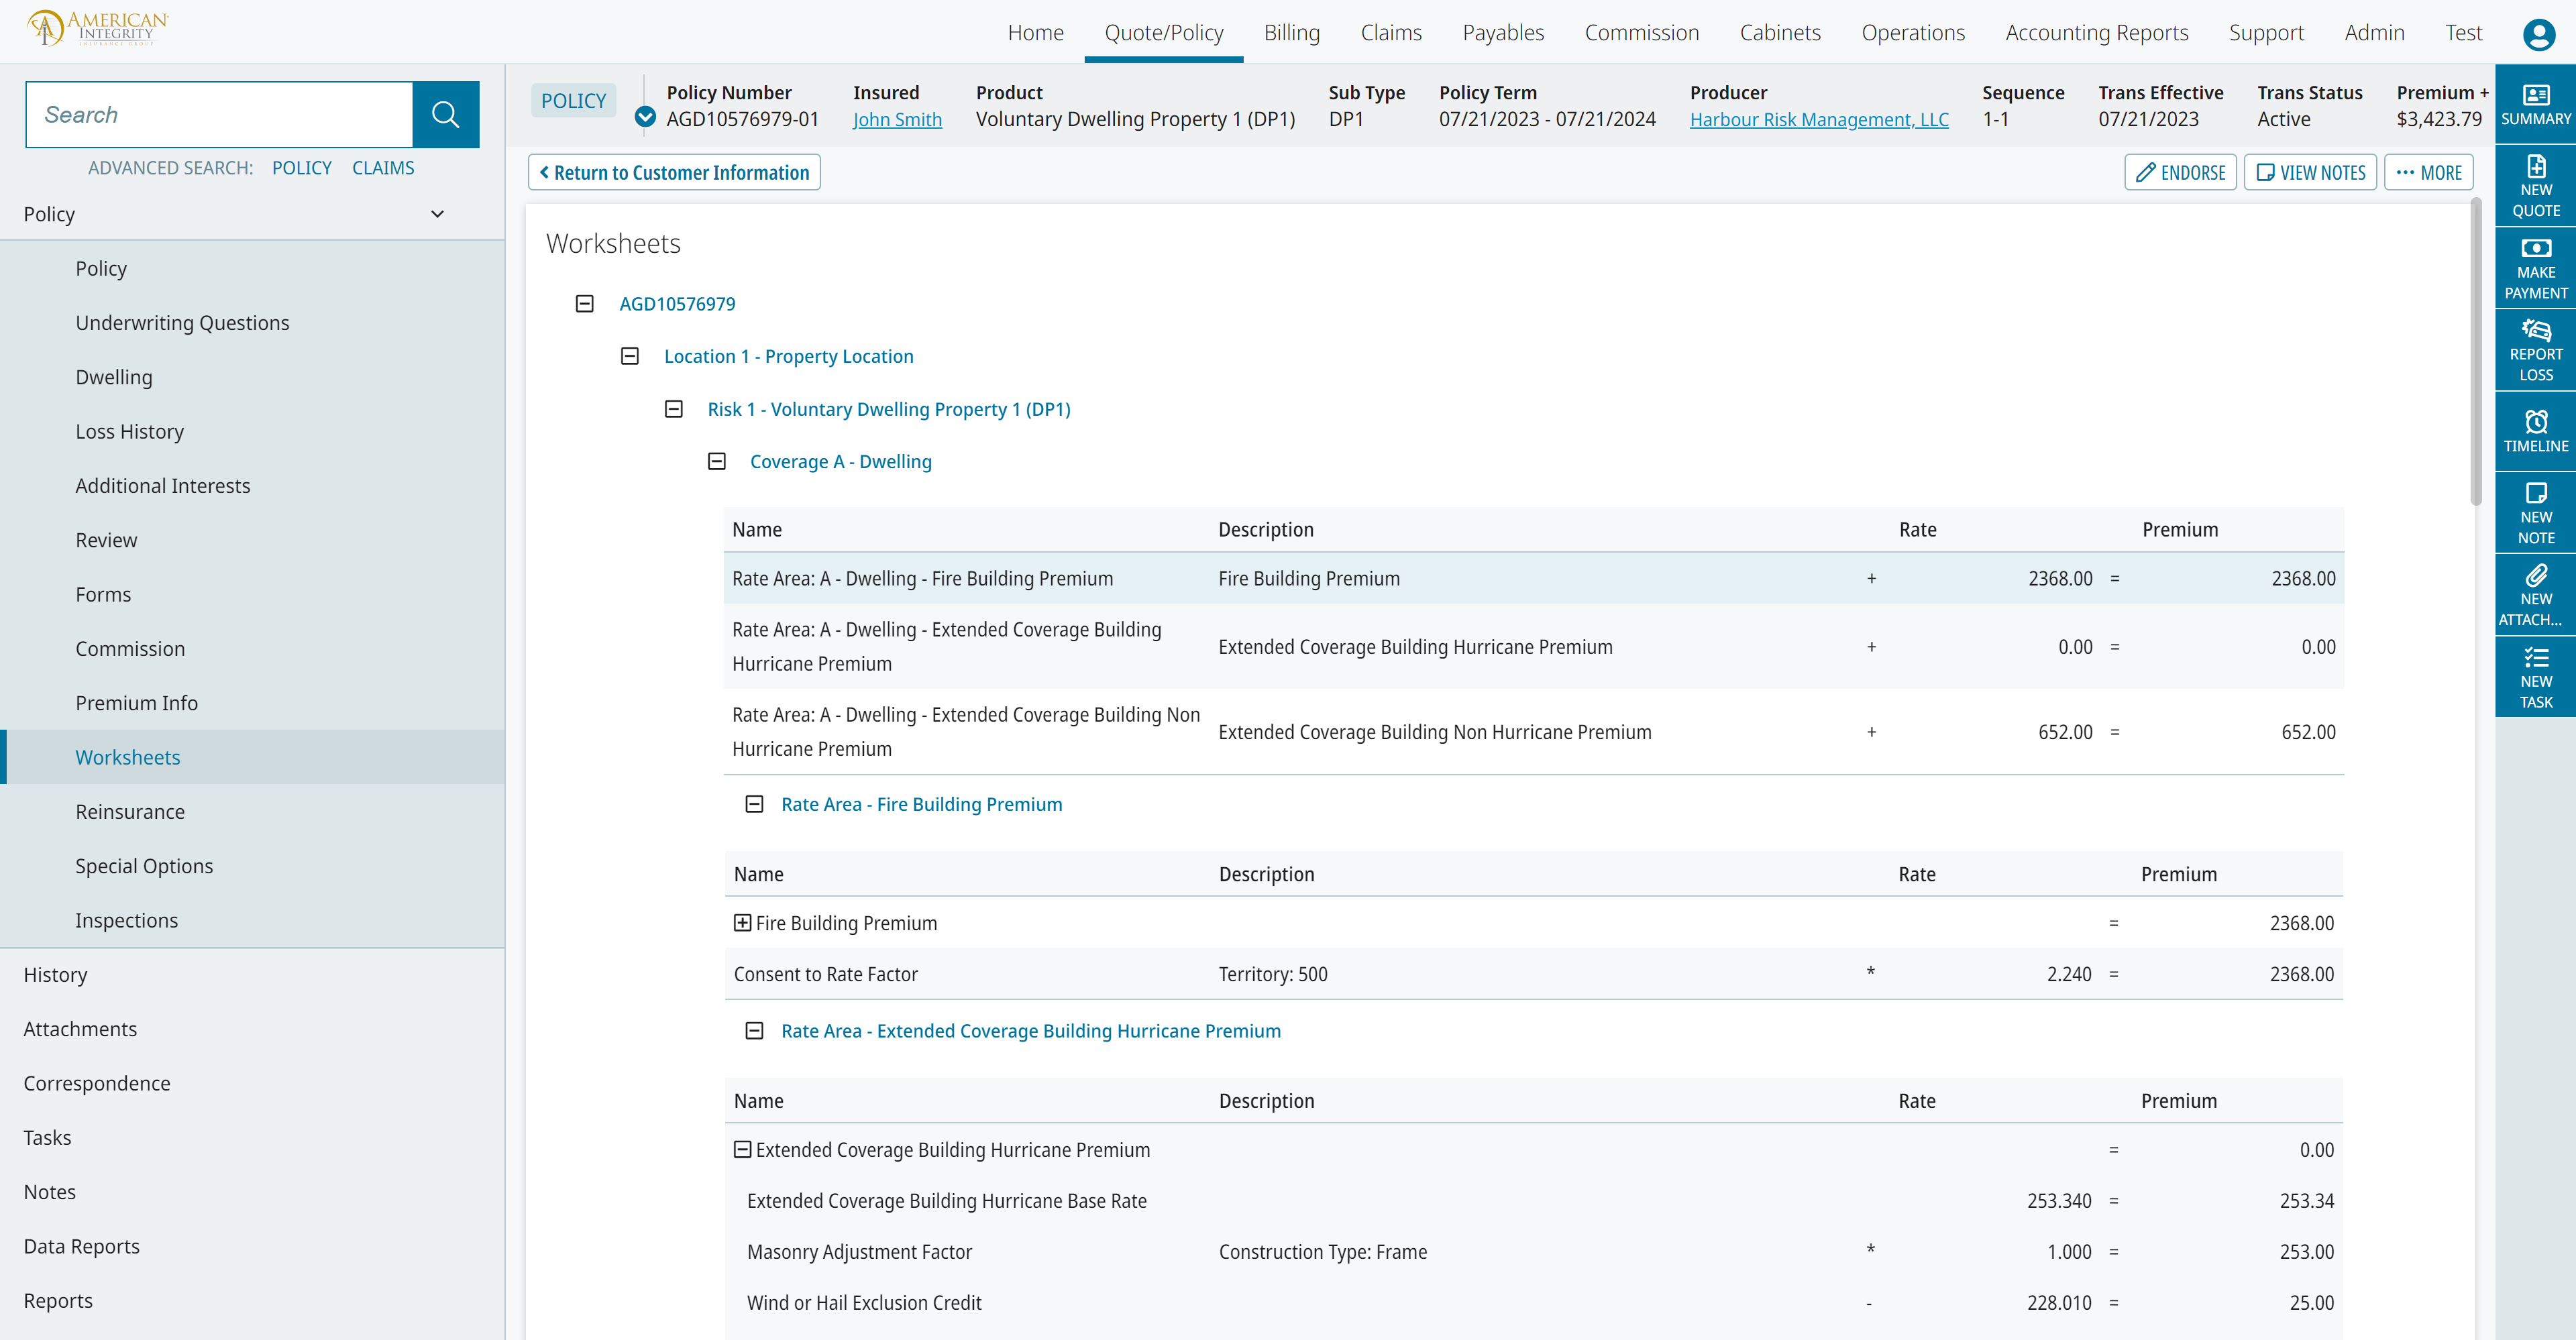 AMERICAN
INTEGRITY
INSURANCE GROUP
Home Quote/Policy Billing Claims Payables Commission Cabinets Operations Accounting Reports Support Admin Test
Search
ADVANCED SEARCH: POLICY CLAIMS
Policy
Policy
Underwriting Questions
Dwelling
Loss History
Additional Interests
Review
Forms
Commission
Premium Info
Worksheets
Reinsurance
Special Options
Inspections
History
Attachments
Correspondence
Tasks
Notes
Data Reports
Reports
POLICY
Policy Number Insured Product Sub Type Policy Term Producer Sequence Trans Effective Trans Status Premium +
AGD10576979-01 John Smith Voluntary Dwelling Property 1 (DP1) DP1 07/21/2023 - 07/21/2024 Harbour Risk Management, LLC 1-1 07/21/2023 Active $3,423.79
Return to Customer Information
ENDORSE VIEW NOTES ··· MORE
Worksheets
AGD10576979
Location 1 - Property Location
Risk 1 - Voluntary Dwelling Property 1 (DP1)
Coverage A - Dwelling
Name Description Rate Premium
Rate Area: A - Dwelling - Fire Building Premium Fire Building Premium + 2368.00 = 2368.00
Rate Area: A - Dwelling - Extended Coverage Building
Hurricane Premium Extended Coverage Building Hurricane Premium + 0.00 = 0.00
Rate Area: A - Dwelling - Extended Coverage Building Non
Hurricane Premium Extended Coverage Building Non Hurricane Premium + 652.00 = 652.00
Rate Area - Fire Building Premium
Name Description Rate Premium
Fire Building Premium = 2368.00
Consent to Rate Factor Territory: 500 * 2.240 = 2368.00
Rate Area - Extended Coverage Building Hurricane Premium
Name Description Rate Premium
Extended Coverage Building Hurricane Premium = 0.00
Extended Coverage Building Hurricane Base Rate 253.340 = 253.34
Masonry Adjustment Factor Construction Type: Frame * 1.000 = 253.00
Wind or Hail Exclusion Credit - 228.010 = 25.00
SUMMARY
NEW
QUOTE
MAKE
PAYMENT
REPORT
LOSS
TIMELINE
NEW
NOTE
NEW
ATTACH...
NEW
TASK